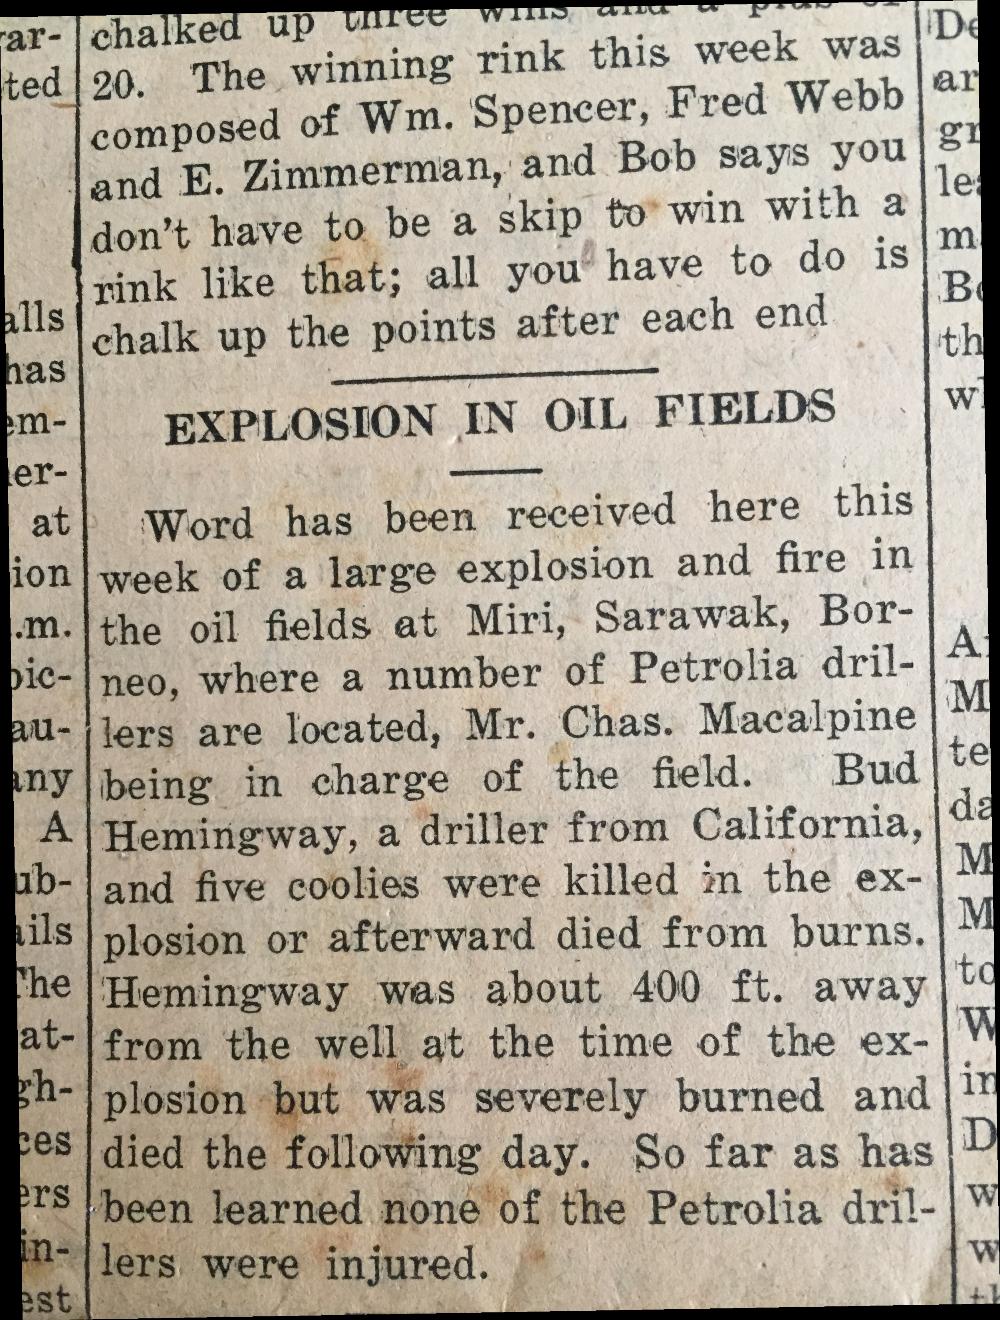 chalked up three wins and a plus of
20. The winning rink this week was
composed of Wm. Spencer, Fred Webb
and E. Zimmerman, and Bob says you
don't have to be a skip to win with a
rink like that; all you have to do is
chalk up the points after each end
EXPLOSION IN OIL FIELDS
Word has been received here this
week of a large explosion and fire in
the oil fields at Miri, Sarawak, Bor-
neo, where a number of Petrolia dril-
lers are located, Mr. Chas. Macalpine
being in charge of the field. Bud
Hemingway, a driller from California,
and five coolies were killed in the ex-
plosion or afterward died from burns.
Hemingway was about 400 ft. away
from the well at the time of the ex-
plosion but was severely burned and
died the following day. So far as has
been learned none of the Petrolia dril-
lers were injured.